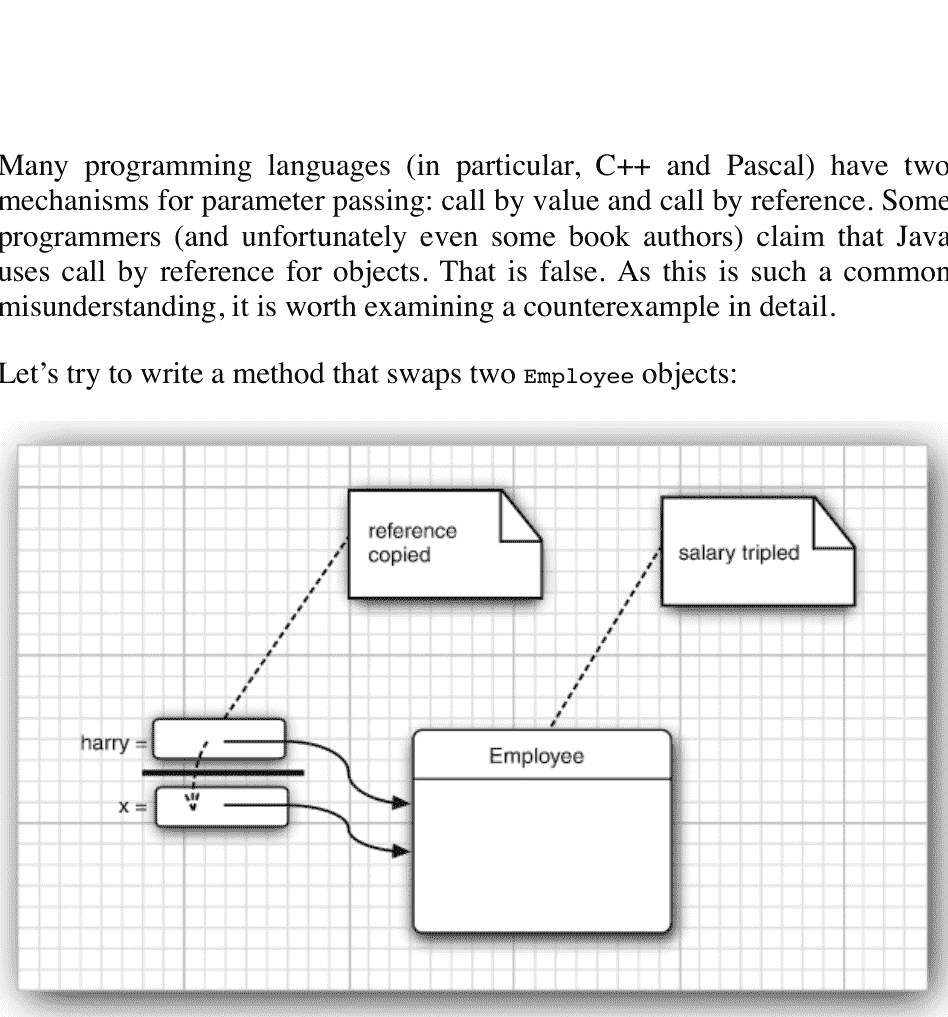 Many programming languages (in particular, C++ and Pascal) have two
mechanisms for parameter passing: call by value and call by reference. Some
programmers (and unfortunately even some book authors) claim that Java
uses call by reference for objects. That is false. As this is such a common
misunderstanding, it is worth examining a counterexample in detail.
Let's try to write a method that swaps two Employee objects:
reference
copied
salary tripled
harry =
Employee
x =